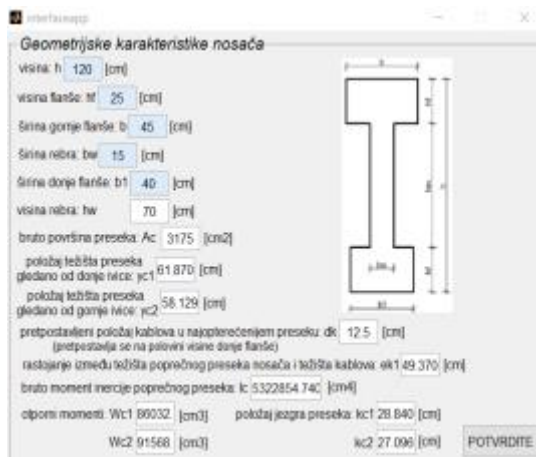 interfaceapp
Geometrijske karakteristike nosača
visina: h 120 [cm]
visina flanše: hf 25 [cm]
širina gornje flanše: b 45 [cm]
širina rebra: bw 15 [cm]
širina donje flanše: b1 40 [cm]
visina rebra: hw 70 [cm]
bruto površina preseka: Ac 3175 [cm2]
položaj težišta preseka
gledano od donje ivice: yc1 61.870 [cm]
položaj težišta preseka
gledano od gornje ivice: yc2 58.129 [cm]
pretpostavljeni položaj kablova u najopterećenijem preseku: dk 12.5 [cm]
(pretpostavlja se na polovini visine donje flanše)
rastojanje između težišta poprečnog preseka nosača i težišta kablova: ek1 49.370 [cm]
bruto moment inercije poprečnog preseka: Ic 5322854.740 [cm4]
otporni momenti: Wc1 86032 [cm3] položaj jezgra preseka: kc1 28.840 [cm]
Wc2 91568 [cm3] kc2 27.096 [cm] POTVRDITE